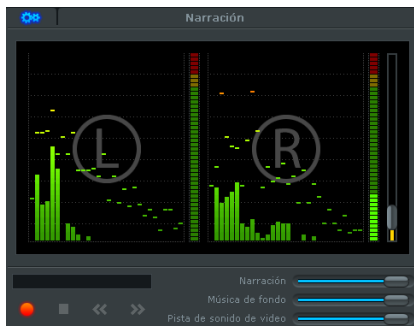 Narración
L
R
Narración
Música de fondo
Pista de sonido de video